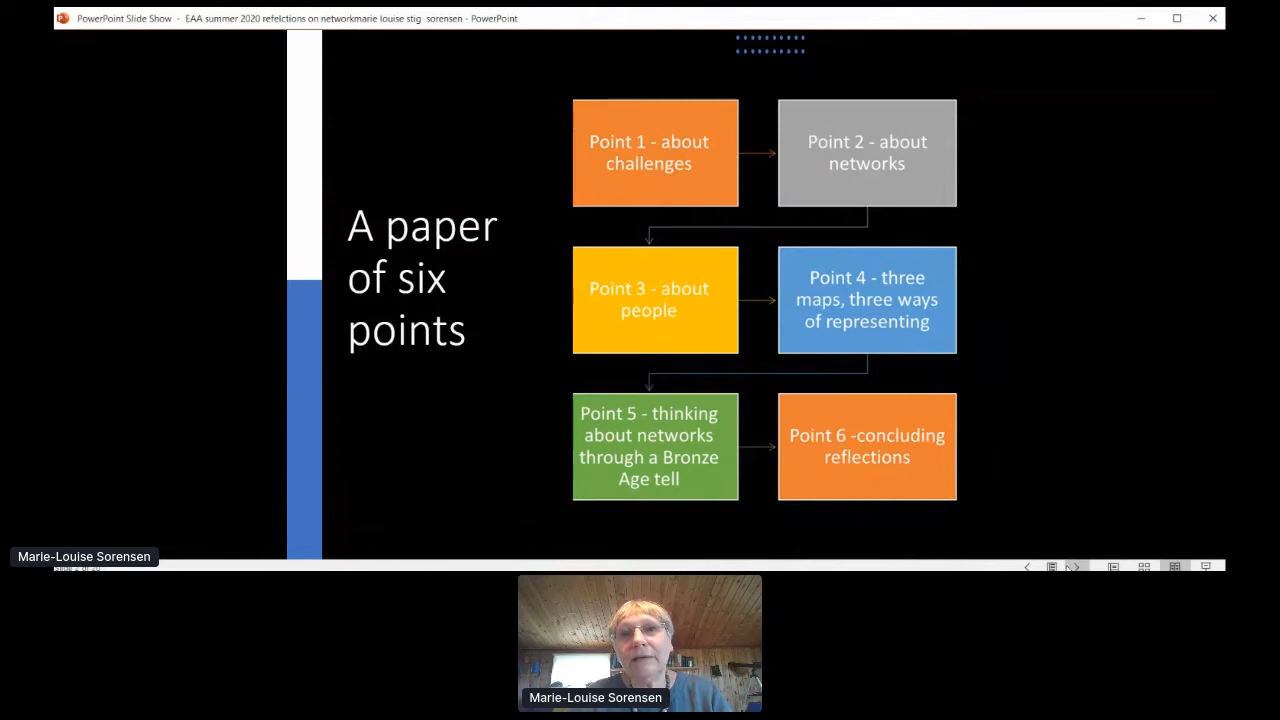 PowerPoint Slide Show - EAA summer 2020 refelctions on networkmarie louise stig sorensen - PowerPoint
A paper
of six
points
Point 1 - about
challenges
Point 2 - about
networks
Point 3 - about
people
Point 4 - three
maps, three ways
of representing
Point 5 - thinking
about networks
through a Bronze
Age tell
Point 6 -concluding
reflections
Marie-Louise Sorensen
Marie-Louise Sorensen